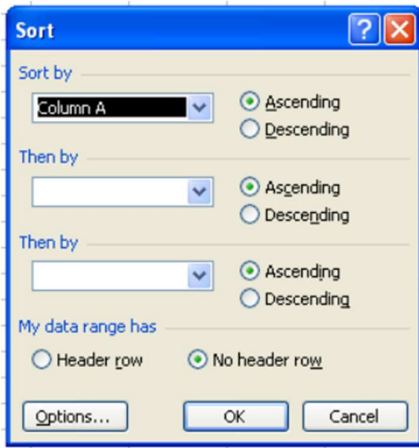 Sort
Sort by
Column A
Ascending
Descending
Then by
Ascending
Descending
Then by
Ascending
Descending
My data range has
Header row
No header row
Options...
OK
Cancel